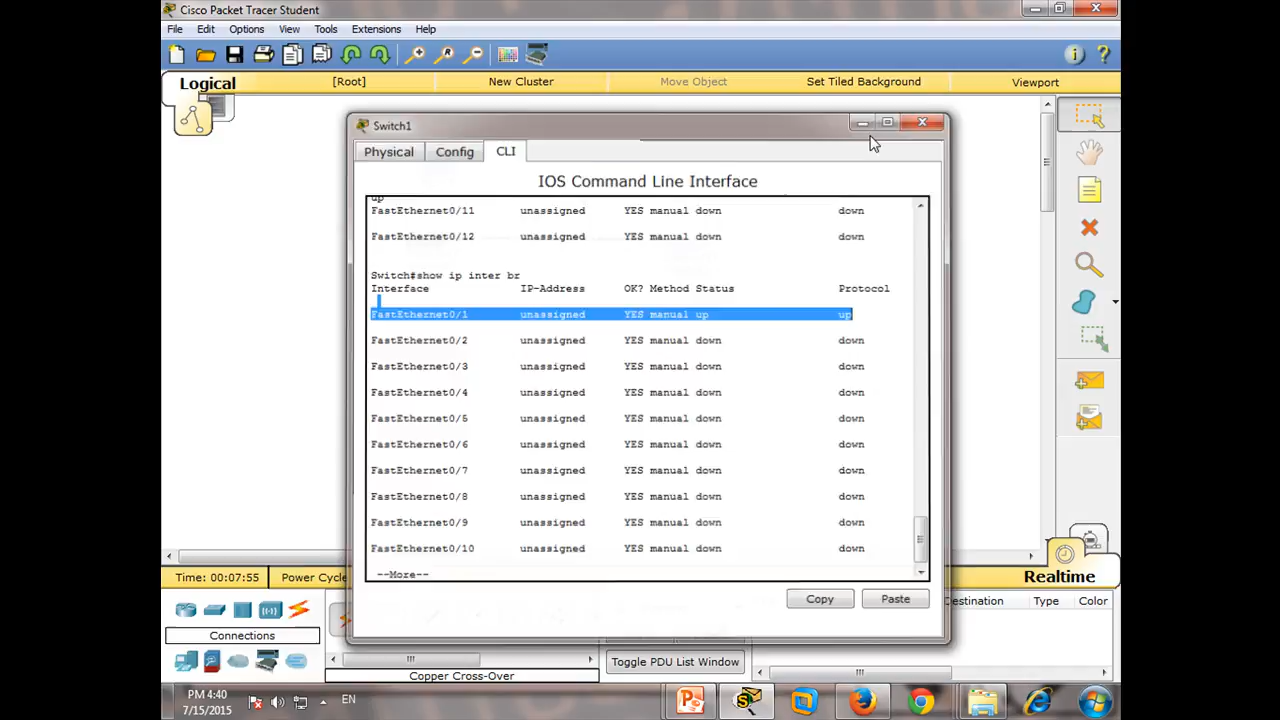 Cisco Packet Tracer Student
File Edit Options View Tools Extensions Help
Logical [Root] New Cluster Move Object Set Tiled Background Viewport
Switch1
Physical Config CLI
IOS Command Line Interface
up
FastEthernet0/11 unassigned YES manual down down
FastEthernet0/12 unassigned YES manual down down
Switch#show ip inter br
Interface IP-Address OK? Method Status Protocol
FastEthernet0/1 unassigned YES manual up up
FastEthernet0/2 unassigned YES manual down down
FastEthernet0/3 unassigned YES manual down down
FastEthernet0/4 unassigned YES manual down down
FastEthernet0/5 unassigned YES manual down down
FastEthernet0/6 unassigned YES manual down down
FastEthernet0/7 unassigned YES manual down down
FastEthernet0/8 unassigned YES manual down down
FastEthernet0/9 unassigned YES manual down down
FastEthernet0/10 unassigned YES manual down down
--More--
Copy Paste
Time: 00:07:55 Power Cycl
Realtime
estination Type Color
Connections
Toggle PDU List Window
Copper Cross-Over
PM 4:40
7/15/2015
EN